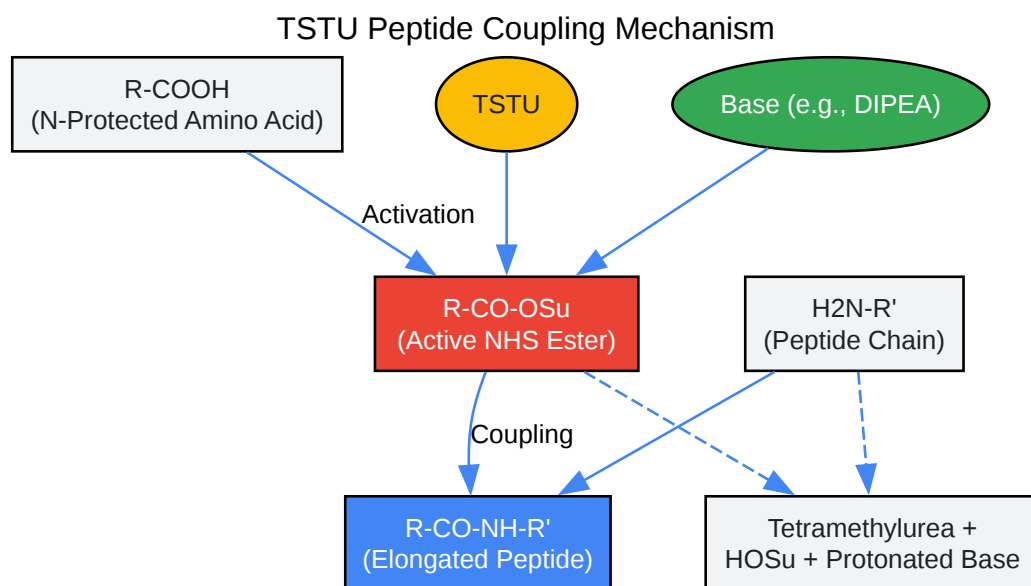 TSTU Peptide Coupling Mechanism
R-COOH
(N-Protected Amino Acid)
TSTU
Base (e.g., DIPEA)
Activation
R-CO-OSu
(Active NHS Ester)
H2N-R'
(Peptide Chain)
Coupling
R-CO-NH-R'
(Elongated Peptide)
Tetramethylurea +
HOSu + Protonated Base